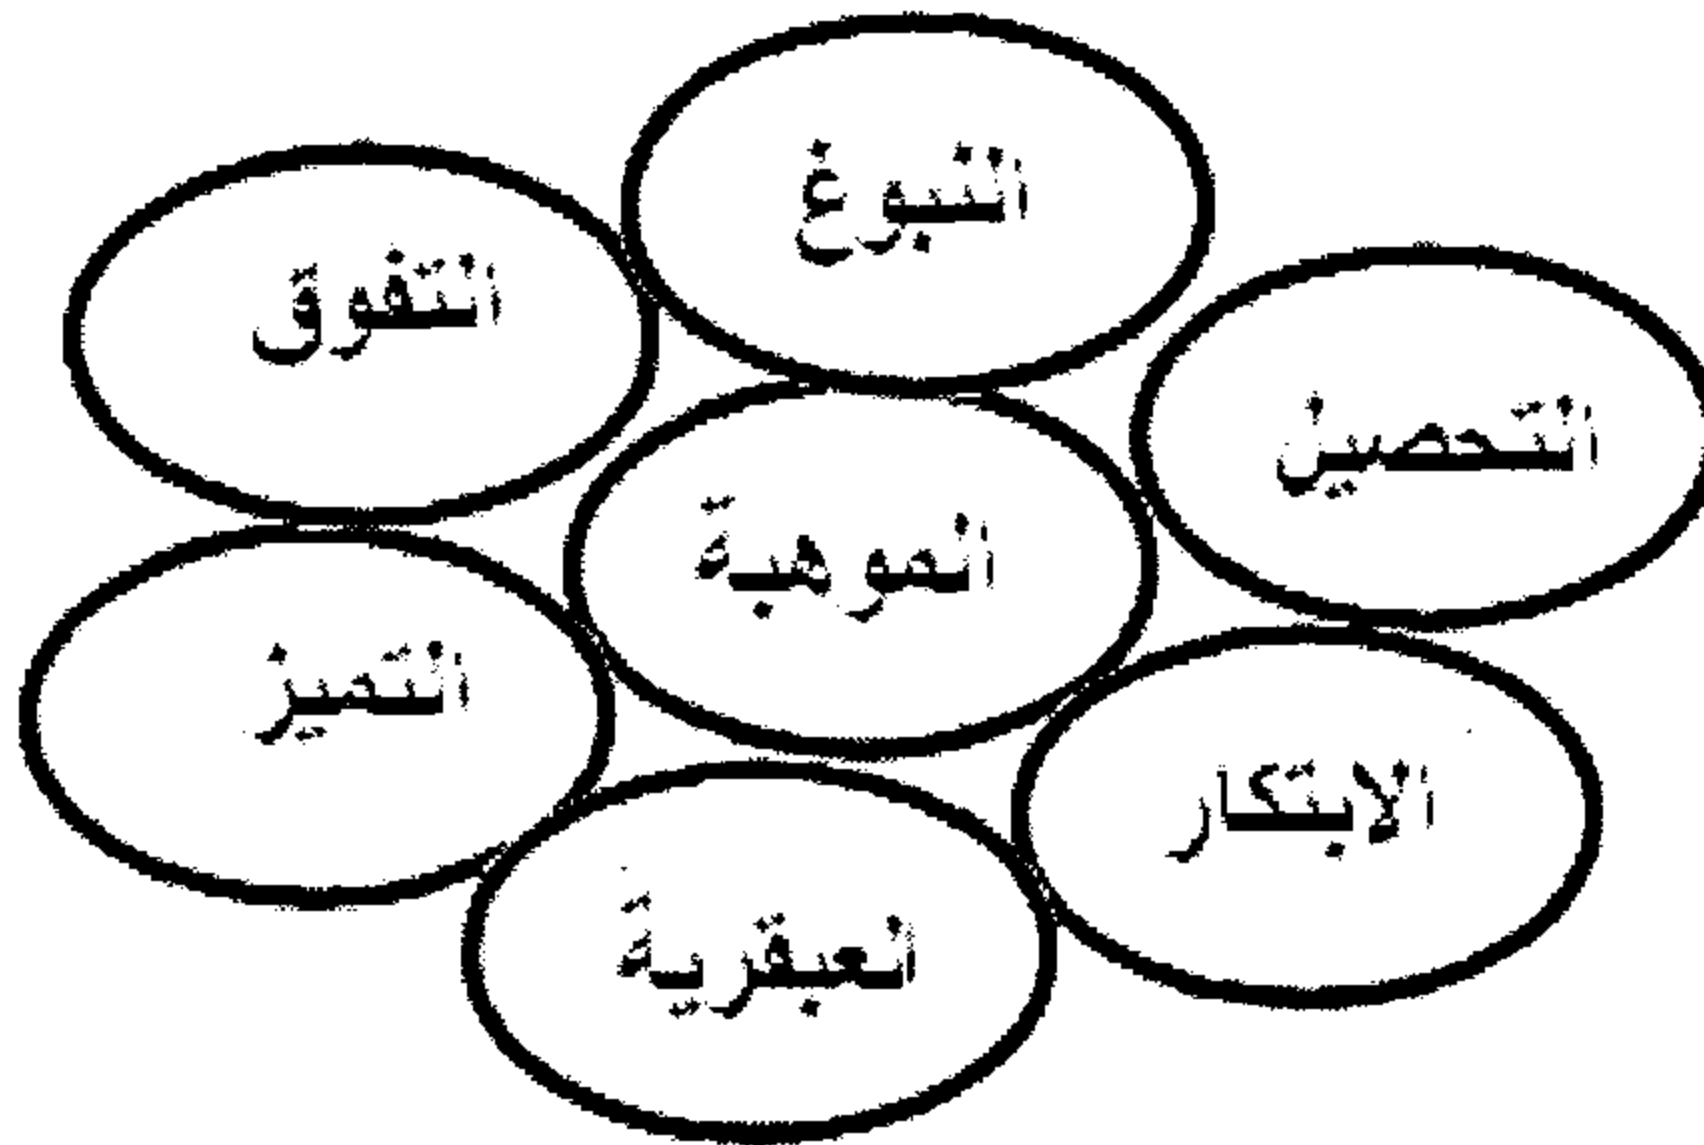 النبوغ
التفوق
التحصيل
الموهبة
التميز
الابتكار
العبقرية